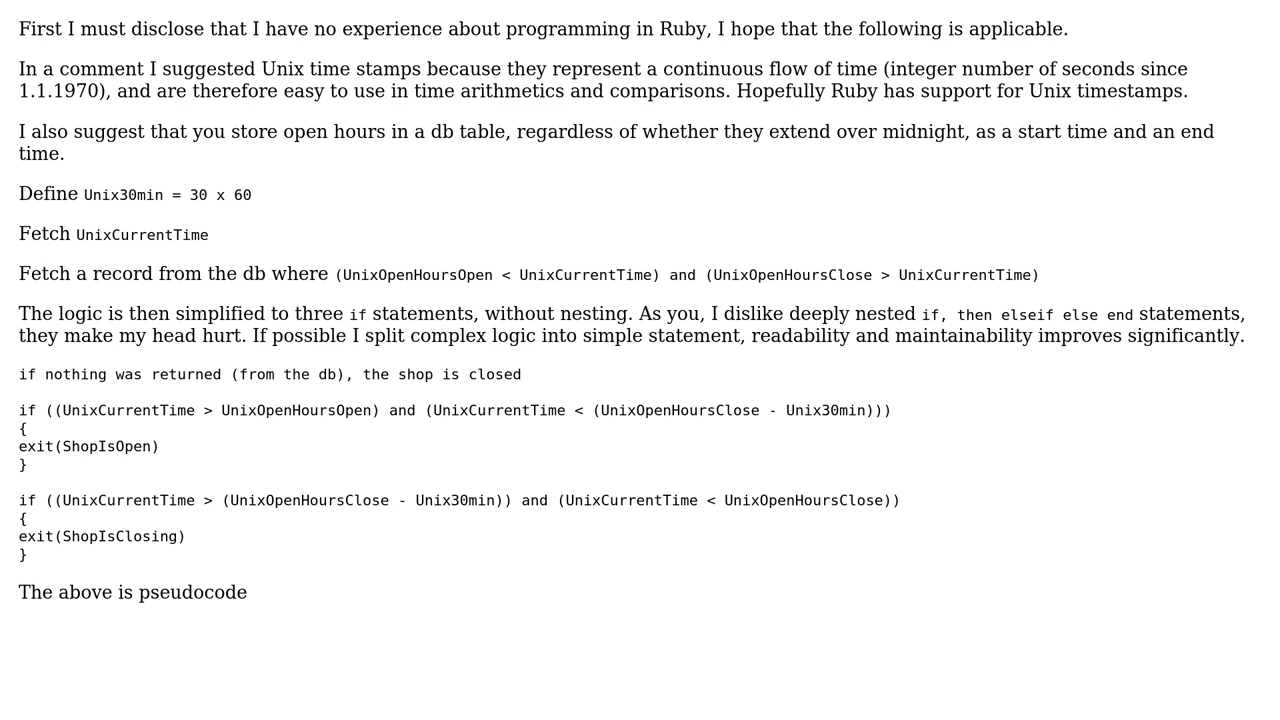 First I must disclose that I have no experience about programming in Ruby, I hope that the following is applicable.
In a comment I suggested Unix time stamps because they represent a continuous flow of time (integer number of seconds since
1.1.1970), and are therefore easy to use in time arithmetics and comparisons. Hopefully Ruby has support for Unix timestamps.
I also suggest that you store open hours in a db table, regardless of whether they extend over midnight, as a start time and an end
time.
Define Unix30min = 30 x 60
Fetch UnixCurrentTime
Fetch a record from the db where (UnixOpenHoursOpen < UnixCurrentTime) and (UnixOpenHoursClose > UnixCurrentTime)
The logic is then simplified to three if statements, without nesting. As you, I dislike deeply nested if, then elseif else end statements,
they make my head hurt. If possible I split complex logic into simple statement, readability and maintainability improves significantly.
if nothing was returned (from the db), the shop is closed
if ((UnixCurrentTime > UnixOpenHoursOpen) and (UnixCurrentTime < (UnixOpenHoursClose - Unix30min)))
{
exit(ShopIsOpen)
}
if ((UnixCurrentTime > (UnixOpenHoursClose - Unix30min)) and (UnixCurrentTime < UnixOpenHoursClose))
{
exit(ShopIsClosing)
}
The above is pseudocode